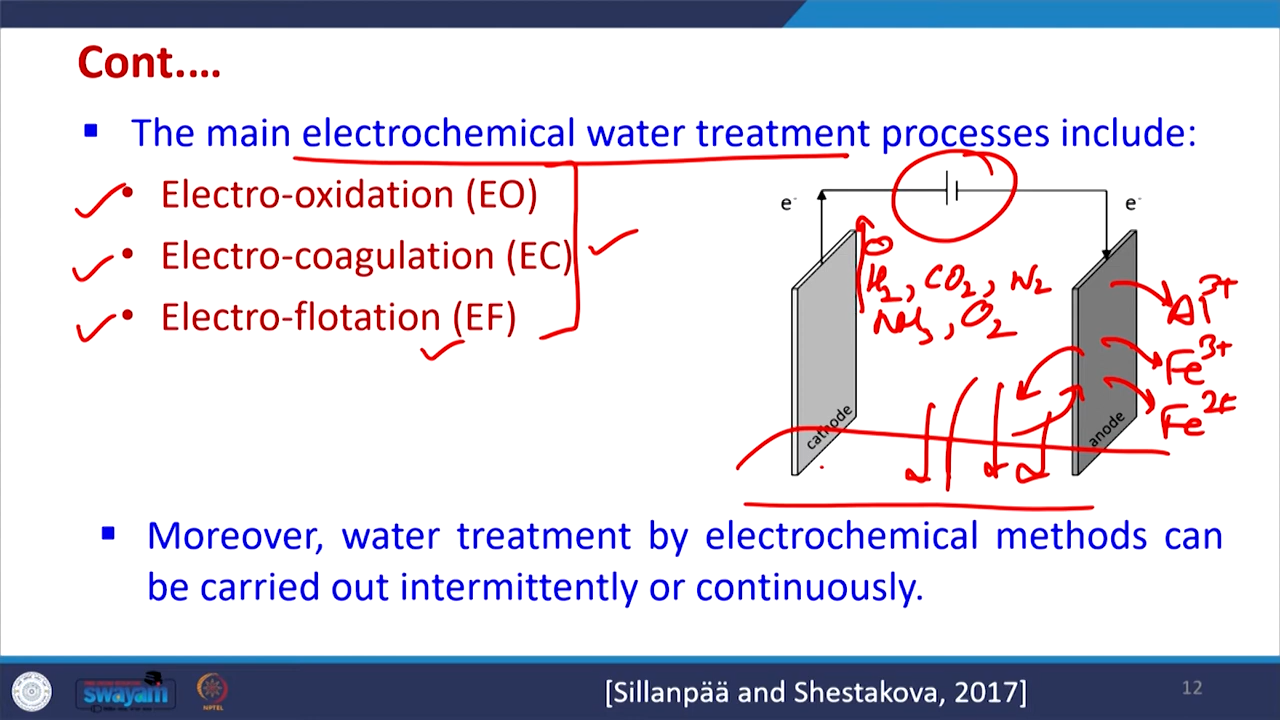 Cont.…
▪ The main electrochemical water treatment processes include:
• Electro-oxidation (EO)
• Electro-coagulation (EC)
• Electro-flotation (EF)
e⁻
e⁻
H₂, CO₂, N₂
NH₃, O₂
Al³⁺
Fe³⁺
Fe²⁺
cathode
anode
▪ Moreover, water treatment by electrochemical methods can
be carried out intermittently or continuously.
swayam
NPTEL
[Sillanpää and Shestakova, 2017]
12